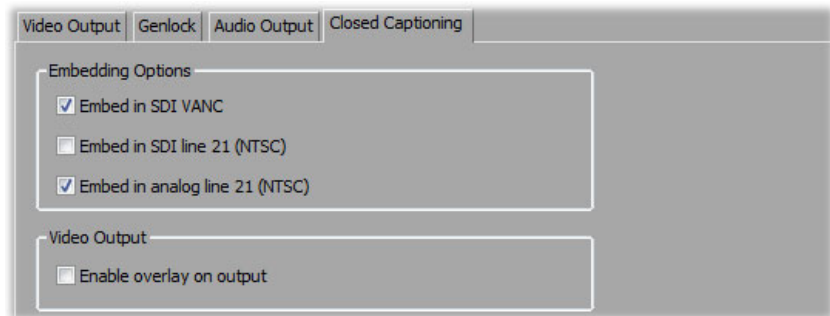 Video Output Genlock Audio Output Closed Captioning
Embedding Options
Embed in SDI VANC
Embed in SDI line 21 (NTSC)
Embed in analog line 21 (NTSC)
Video Output
Enable overlay on output